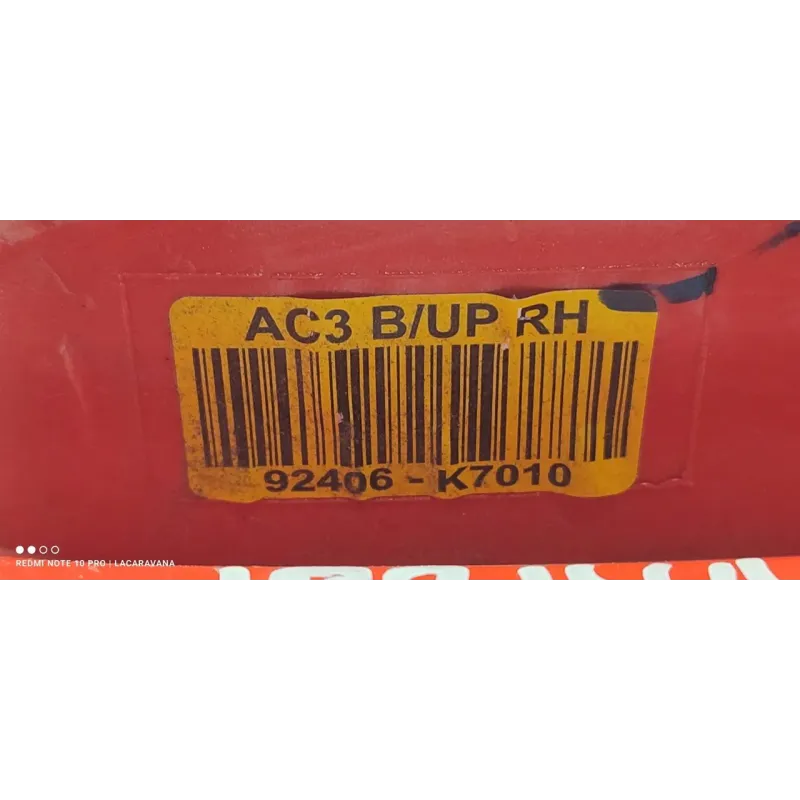 AC3 B/UP RH
92406 - K7010
REDMI NOTE 10 PRO | LACARAVANA